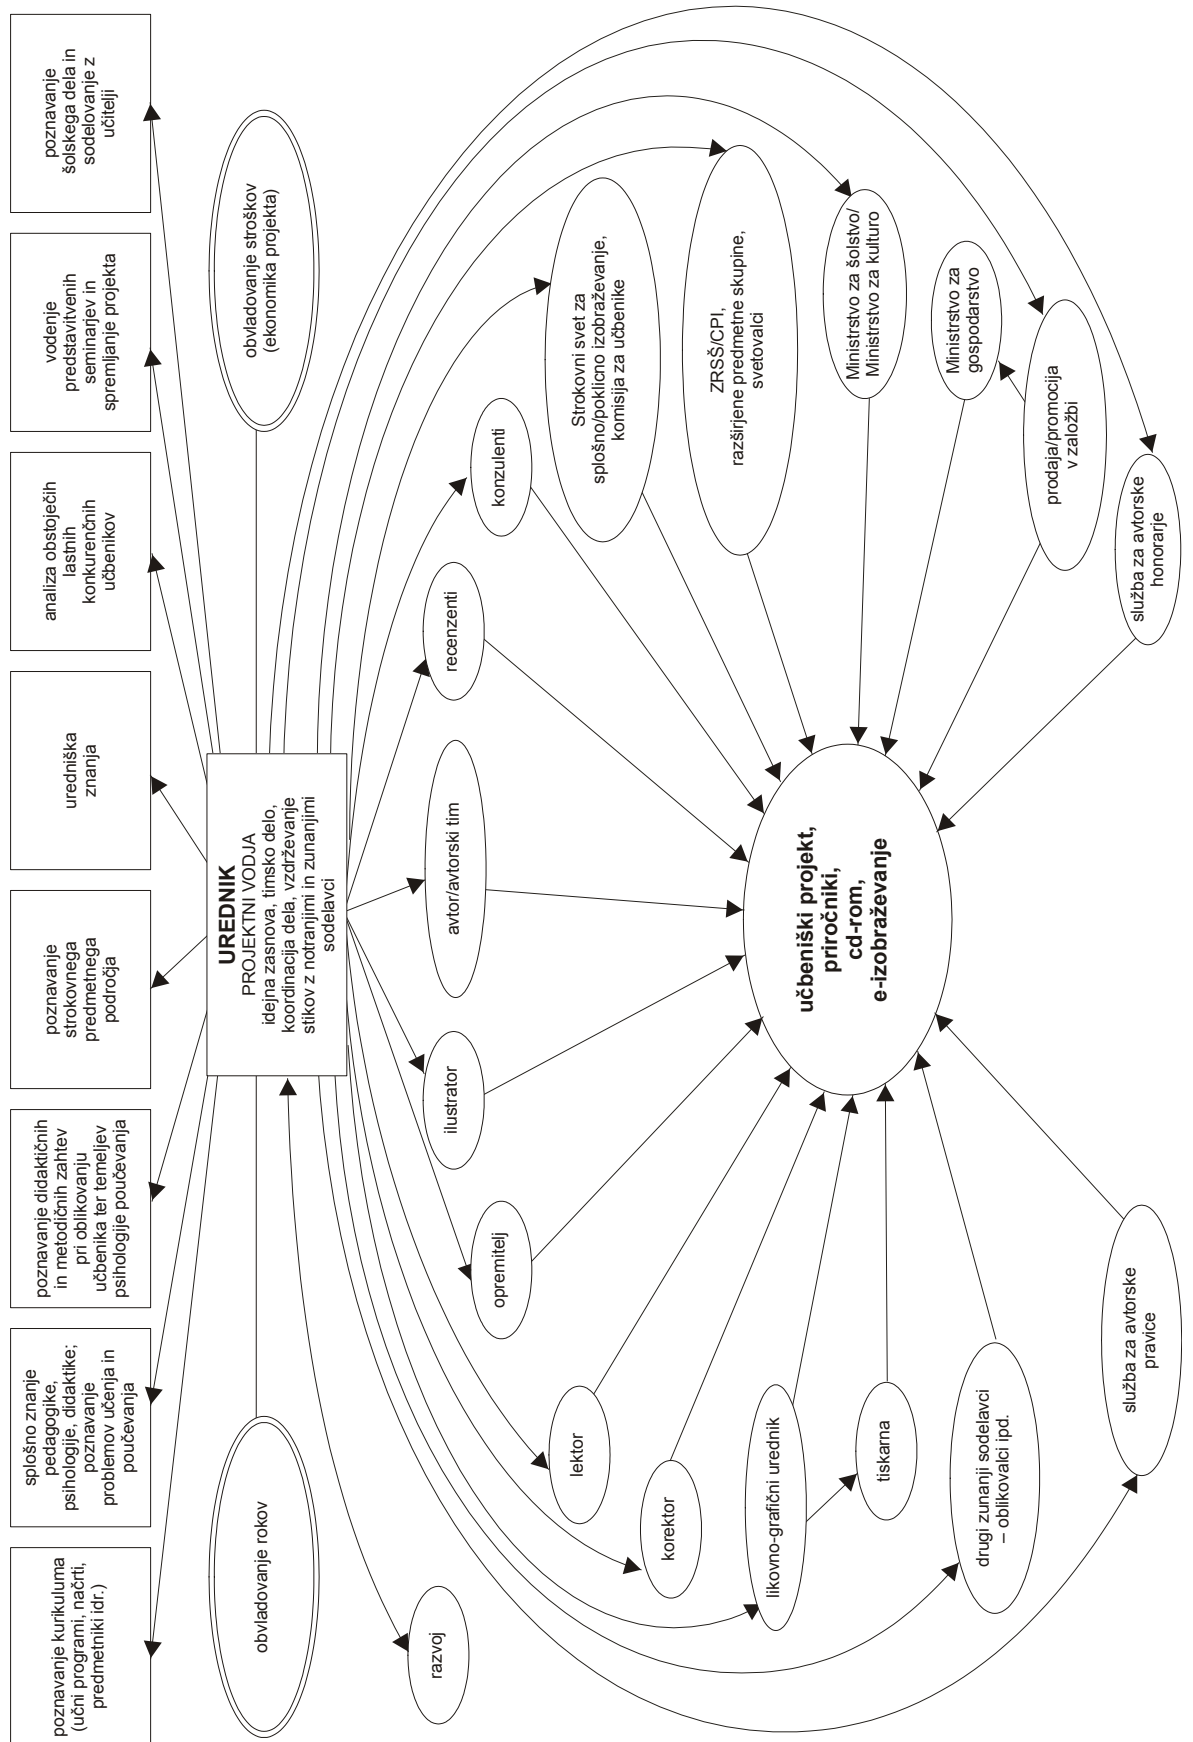 poznavanje kurikuluma
(učni programi, načrti,
predmetniki idr.)
splošno znanje
pedagogike,
psihologije, didaktike;
poznavanje
problemov učenja in
poučevanja
poznavanje didaktičnih
in metodičnih zahtev
pri oblikovanju
učbenika ter temeljev
psihologije poučevanja
poznavanje
strokovnega
predmetnega
področja
uredniška
znanja
analiza obstoječih
lastnih
konkurenčnih
učbenikov
vodenje
predstavitvenih
seminarjev in
spremljanje projekta
poznavanje
šolskega dela in
sodelovanje z
učitelji
obvladovanje rokov
UREDNIK
PROJEKTNI VODJA
idejna zasnova, timsko delo,
koordinacija dela, vzdrževanje
stikov z notranjimi in zunanjimi
sodelavci
obvladovanje stroškov
(ekonomika projekta)
razvoj
lektor
korektor
likovno-grafični urednik
tiskarna
drugi zunanji sodelavci
– oblikovalci ipd.
služba za avtorske
pravice
opremitelj
ilustrator
avtor/avtorski tim
recenzenti
konzulenti
Strokovni svet za
splošno/poklicno izobraževanje,
komisija za učbenike
ZRSŠ/CPI,
razširjene predmetne skupine,
svetovalci
Ministrstvo za šolstvo/
Ministrstvo za kulturo
Ministrstvo za
gospodarstvo
prodaja/promocija
v založbi
služba za avtorske
honorarje
učbeniški projekt,
priročniki,
cd-rom,
e-izobraževanje